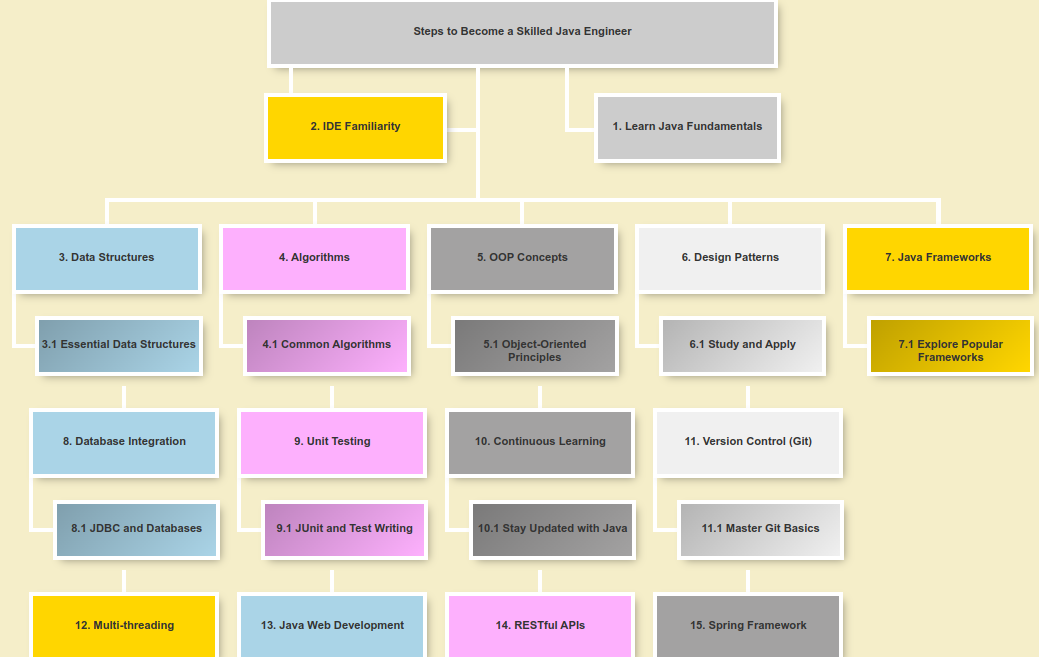 Steps to Become a Skilled Java Engineer
2. IDE Familiarity
1. Learn Java Fundamentals
3. Data Structures
4. Algorithms
5. OOP Concepts
6. Design Patterns
7. Java Frameworks
3.1 Essential Data Structures
4.1 Common Algorithms
5.1 Object-Oriented
Principles
6.1 Study and Apply
7.1 Explore Popular
Frameworks
8. Database Integration
9. Unit Testing
10. Continuous Learning
11. Version Control (Git)
8.1 JDBC and Databases
9.1 JUnit and Test Writing
10.1 Stay Updated with Java
11.1 Master Git Basics
12. Multi-threading
13. Java Web Development
14. RESTful APIs
15. Spring Framework